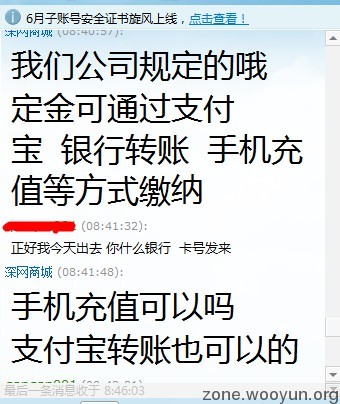 6月子账号安全证书旋风上线，点击查看！
深网商城 (08:40:57):
我们公司规定的哦
定金可通过支付
宝 银行转账 手机充
值等方式缴纳
(08:41:32):
正好我今天出去 你什么银行 卡号发来
深网商城 (08:41:48):
手机充值可以吗
支付宝转账也可以的
最后一条消息收于 8:46:03
zone.wooyun.org